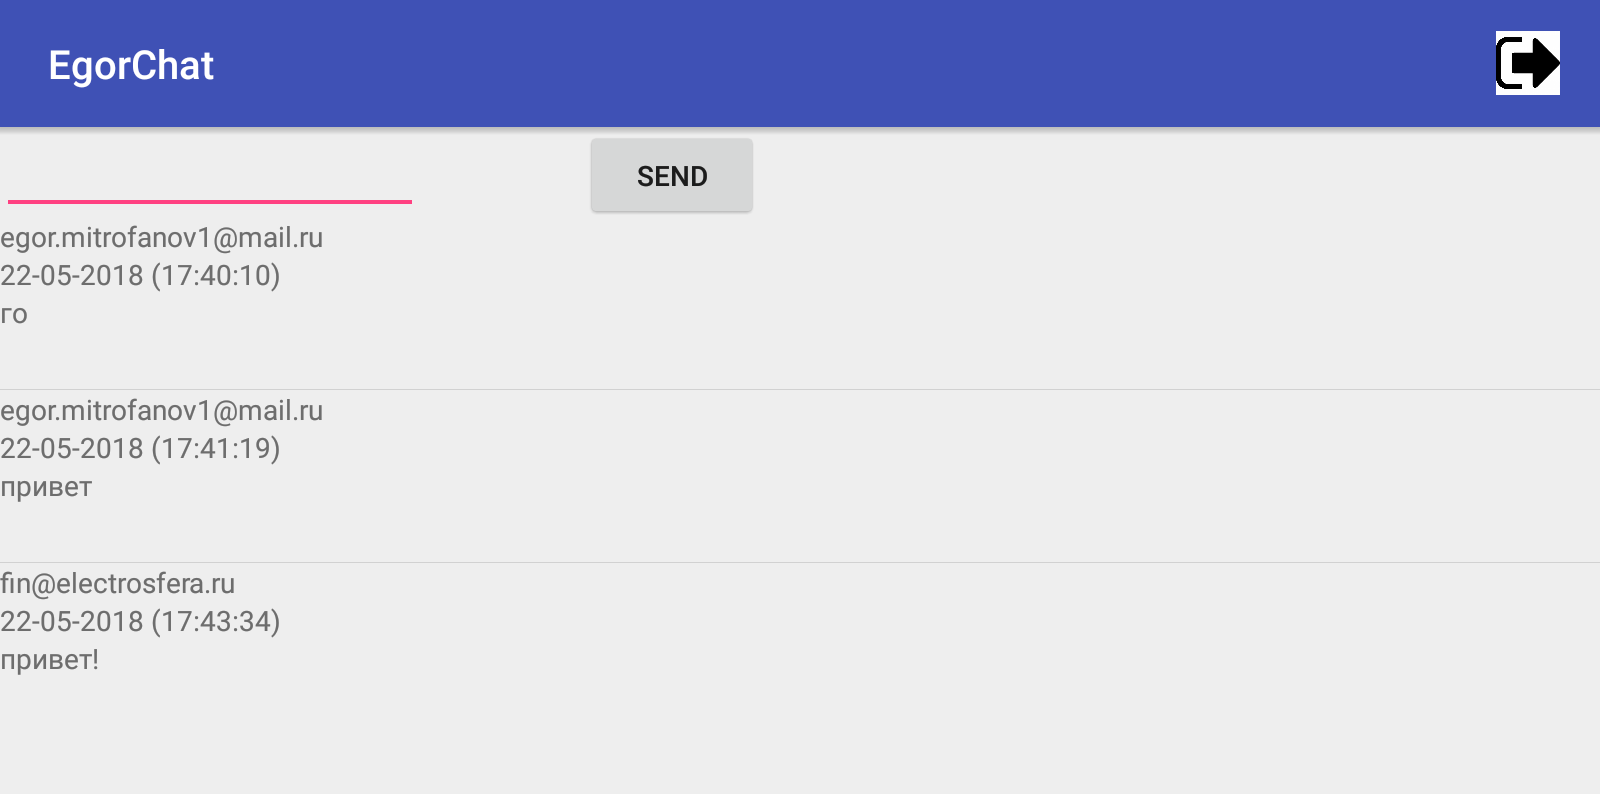 EgorChat
SEND
egor.mitrofanov1@mail.ru
22-05-2018 (17:40:10)
го
egor.mitrofanov1@mail.ru
22-05-2018 (17:41:19)
привет
fin@electrosfera.ru
22-05-2018 (17:43:34)
привет!